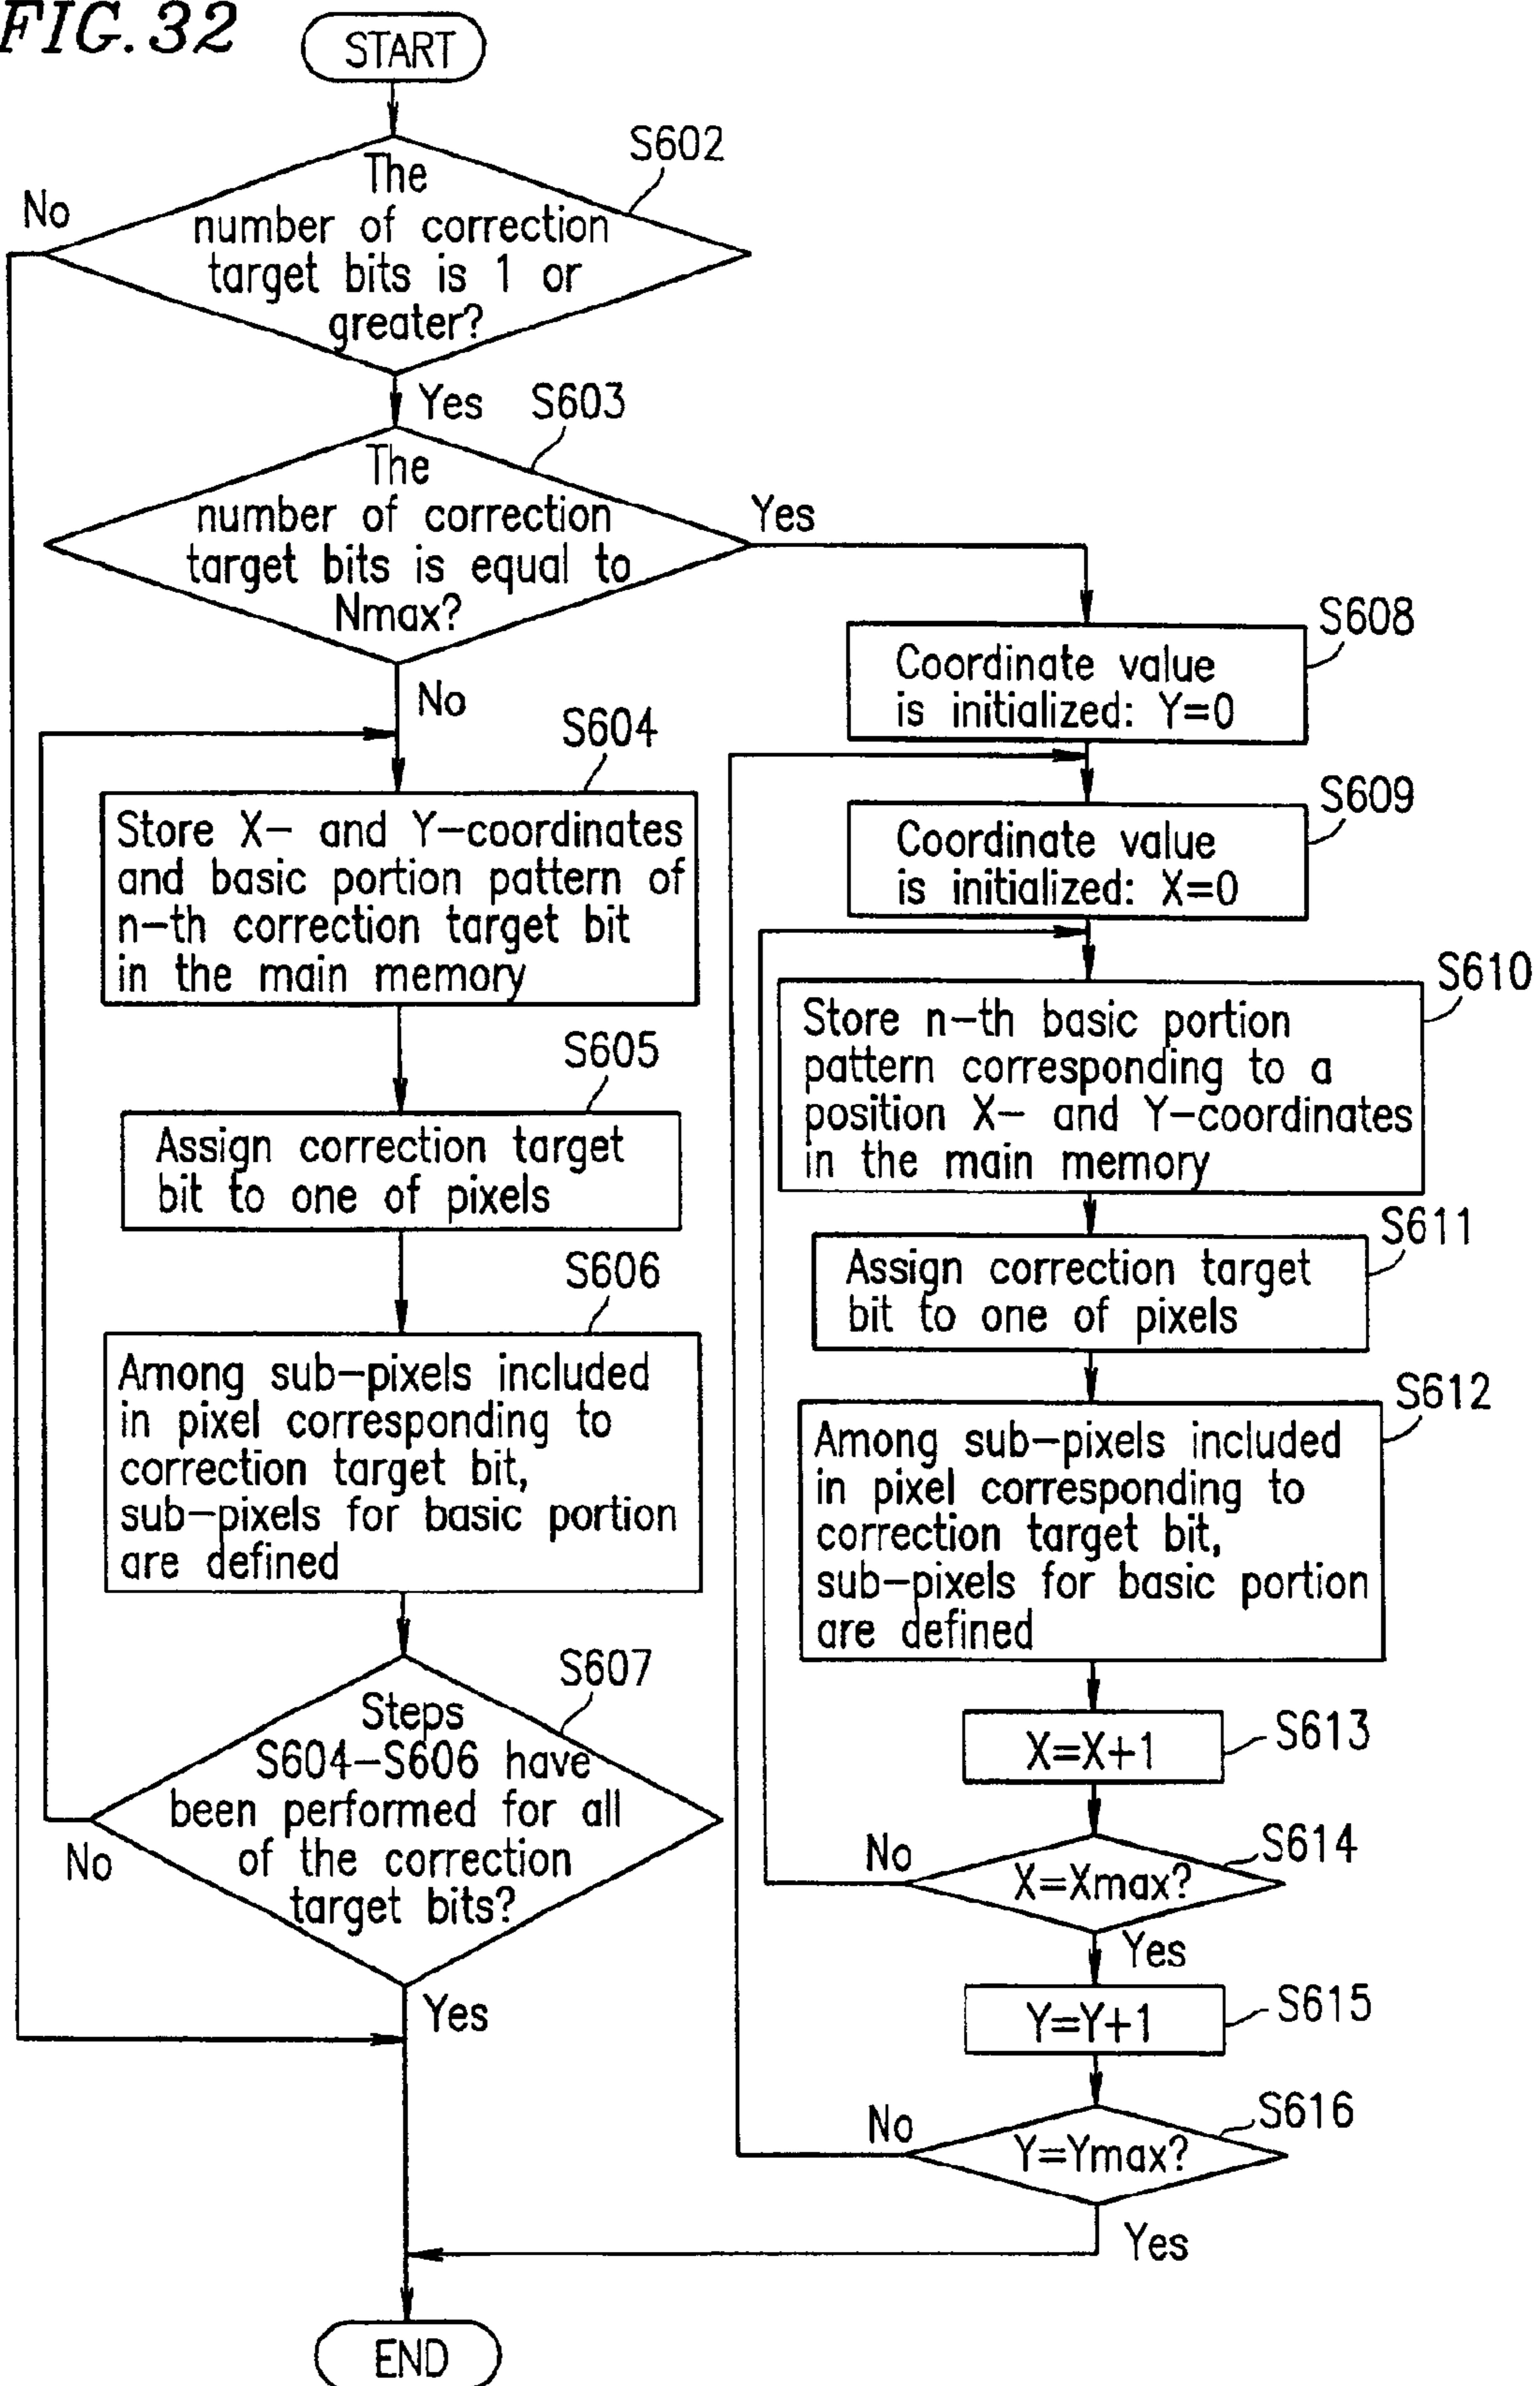 FIG.32
START
S602
No
The
number of correction
target bits is 1 or
greater?
Yes
S603
The
number of correction
target bits is equal to
Nmax?
Yes
No
S604
Store X- and Y-coordinates
and basic portion pattern of
n-th correction target bit
in the main memory
S605
Assign correction target
bit to one of pixels
S606
Among sub-pixels included
in pixel corresponding to
correction target bit,
sub-pixels for basic portion
are defined
S607
Steps
S604-S606 have
been performed for all
of the correction
target bits?
No
Yes
S608
Coordinate value
is initialized: Y=0
S609
Coordinate value
is initialized: X=0
S610
Store n-th basic portion
pattern corresponding to a
position X- and Y-coordinates
in the main memory
S611
Assign correction target
bit to one of pixels
S612
Among sub-pixels included
in pixel corresponding to
correction target bit,
sub-pixels for basic portion
are defined
X=X+1
S613
No
S614
X=Xmax?
Yes
Y=Y+1
S615
No
S616
Y=Ymax?
Yes
END